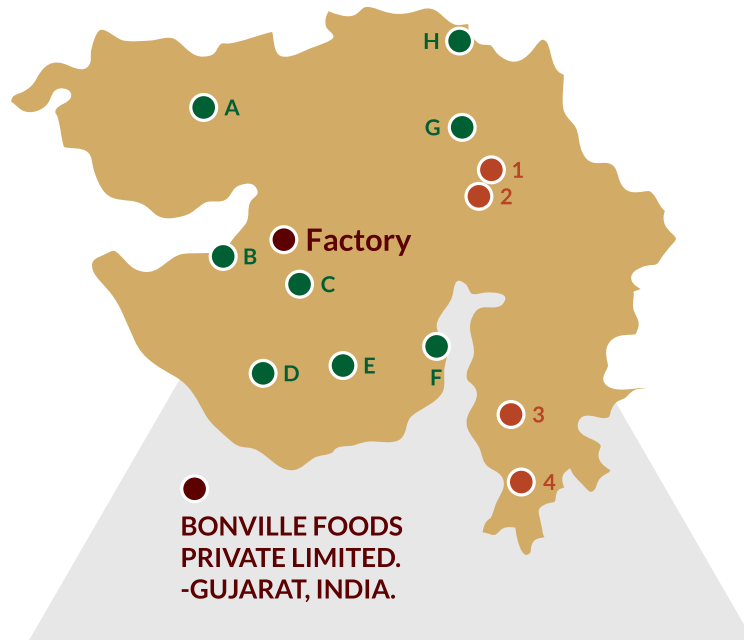 H
A
G
1
2
Factory
B
C
F
E
D
3
4
BONVILLE FOODS
PRIVATE LIMITED.
-GUJARAT, INDIA.